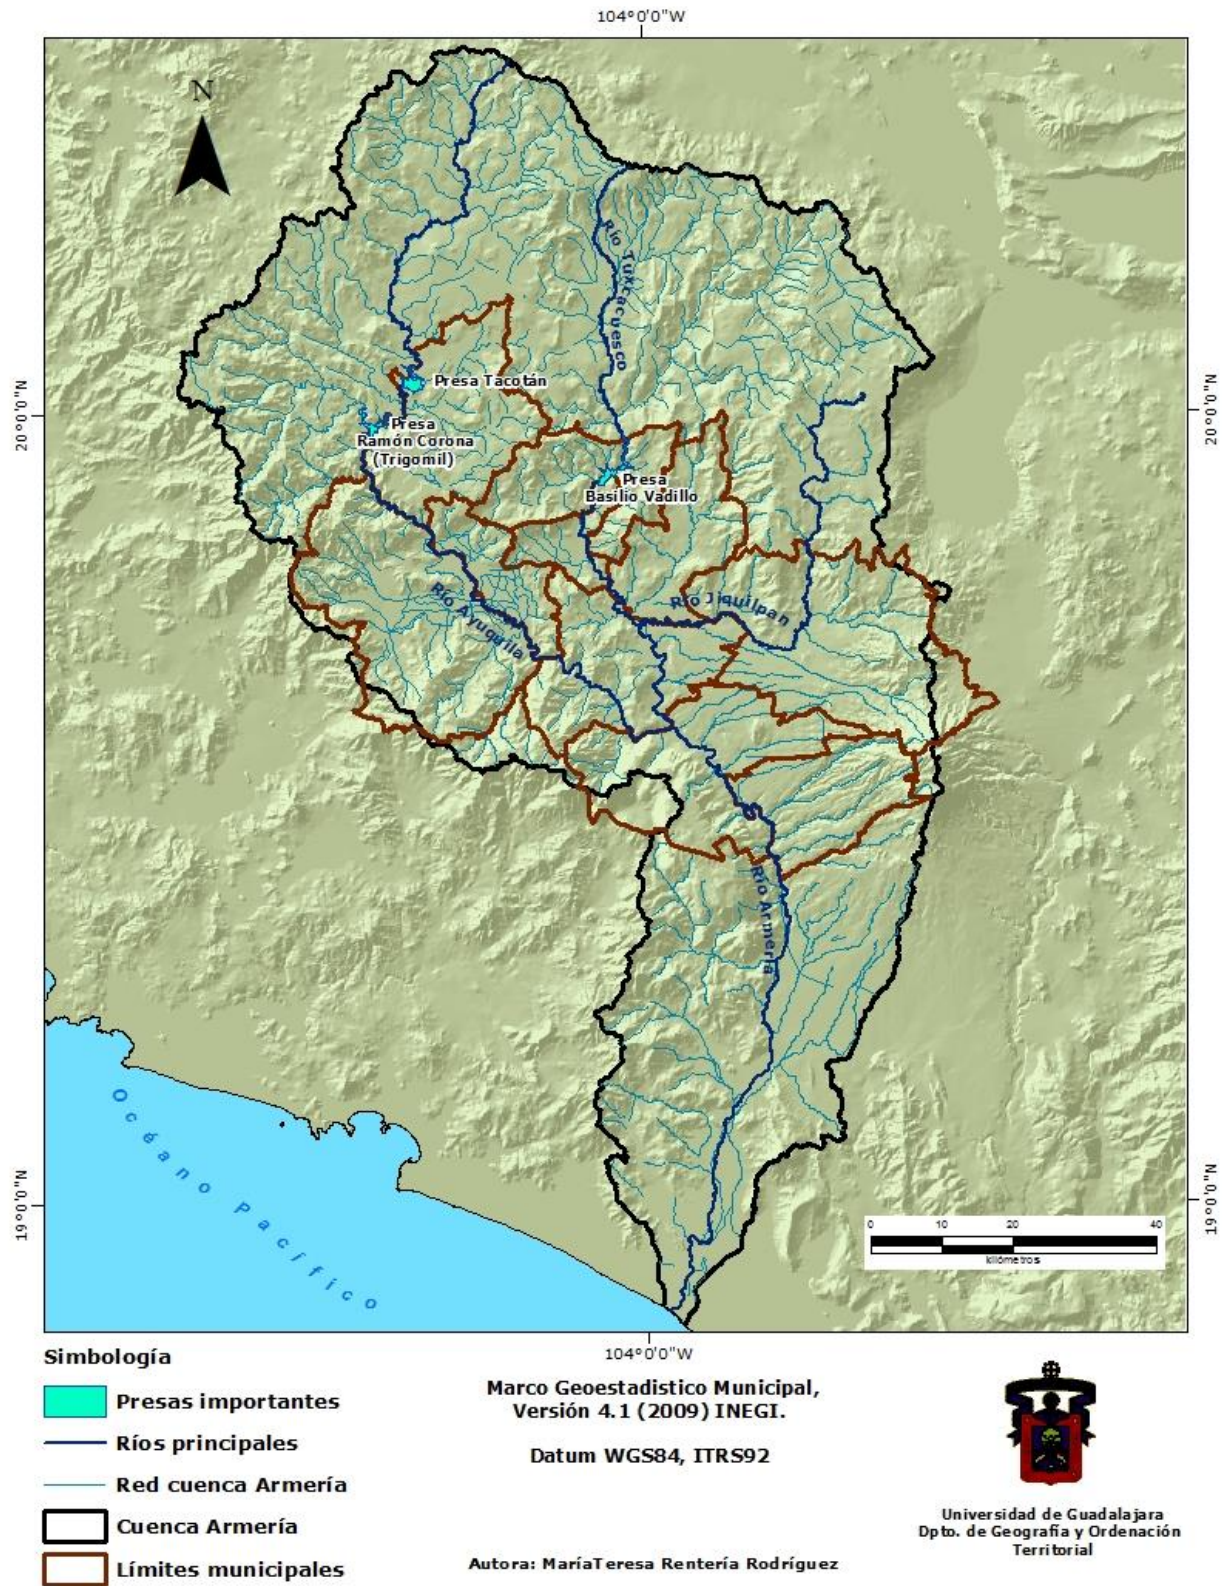 104°0'0"W
N
Río Tuxcacuesco
20°0'0"N
20°0'0"N
Presa Tacotán
Presa
Ramón Corona
(Trigomil)
Presa
Basilio Vadillo
Río Ayuquila
Río Jiquilpan
Río Armería
Océano Pacífico
19°0'0"N
19°0'0"N
0 10 20 40
kilómetros
104°0'0"W
Simbología
Presas importantes
Ríos principales
Red cuenca Armería
Cuenca Armería
Límites municipales
Marco Geoestadistico Municipal,
Versión 4.1 (2009) INEGI.
Datum WGS84, ITRS92
Autora: MaríaTeresa Rentería Rodríguez
Universidad de Guadalajara
Dpto. de Geografía y Ordenación
Territorial